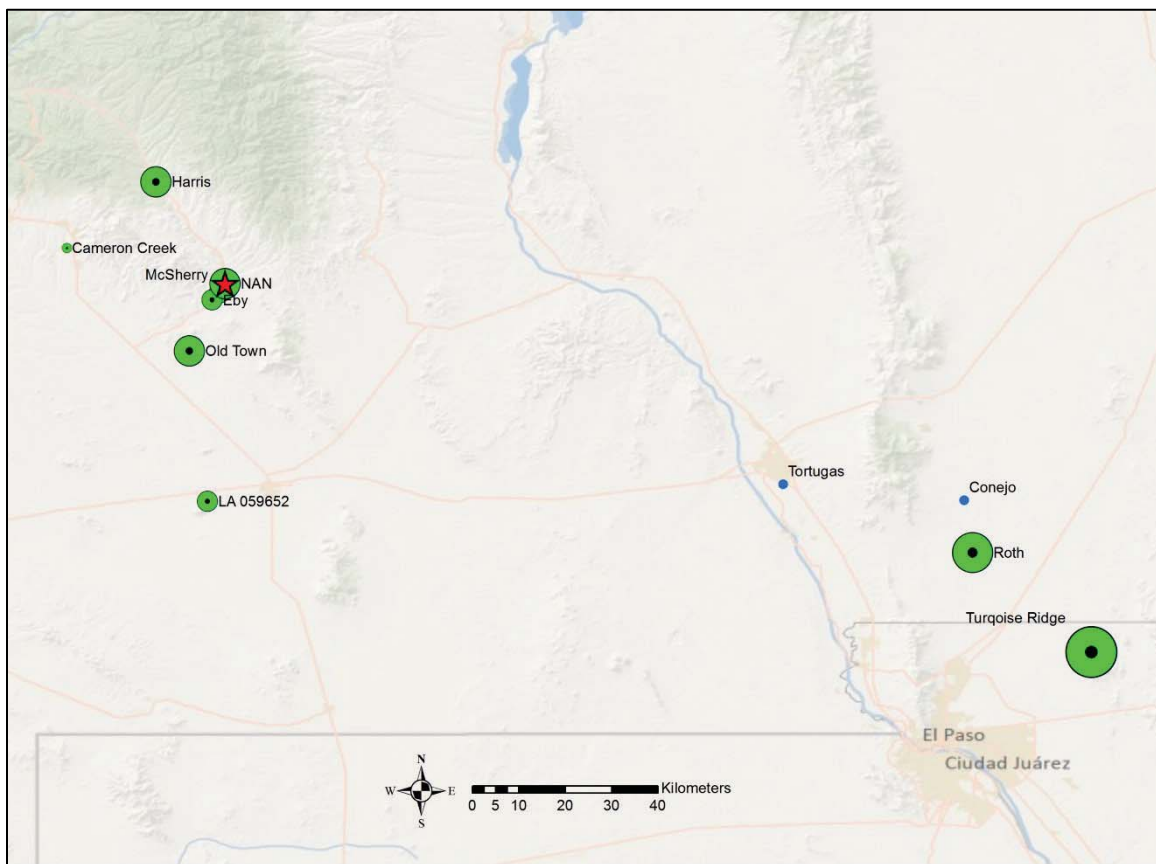 Harris
Cameron Creek
McSherry
NAN
Eby
Old Town
Tortugas
LA 059652
Conejo
Roth
Turqoise Ridge
El Paso
Ciudad Juárez
N
W E
S
Kilometers
0 5 10 20 30 40